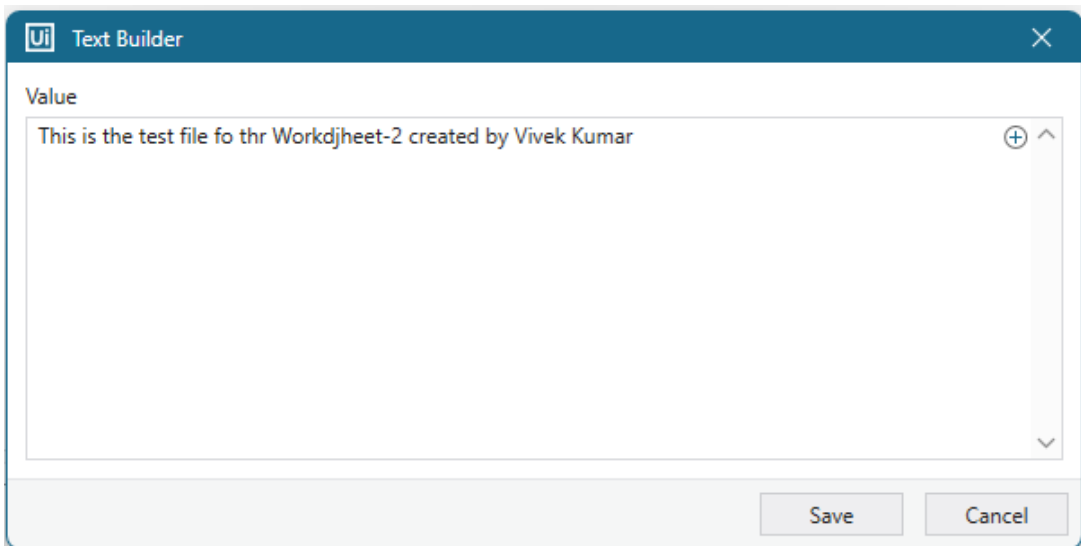 Ui Text Builder
Value
This is the test file fo thr Workdjheet-2 created by Vivek Kumar
Save Cancel